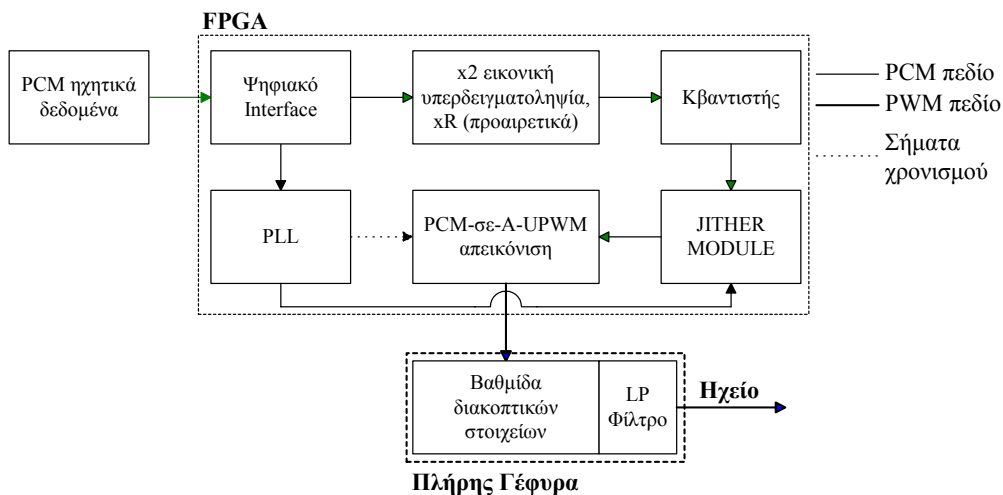 FPGA
PCM ηχητικά
δεδομένα
Ψηφιακό
Interface
x2 εικονική
υπερδειγματοληψία,
xR (προαιρετικά)
Κβαντιστής
PCM πεδίο
PWM πεδίο
Σήματα
χρονισμού
PLL
PCM-σε-A-UPWM
απεικόνιση
JITHER
MODULE
Βαθμίδα
διακοπτικών
στοιχείων
LP
Φίλτρο
Ηχείο
Πλήρης Γέφυρα